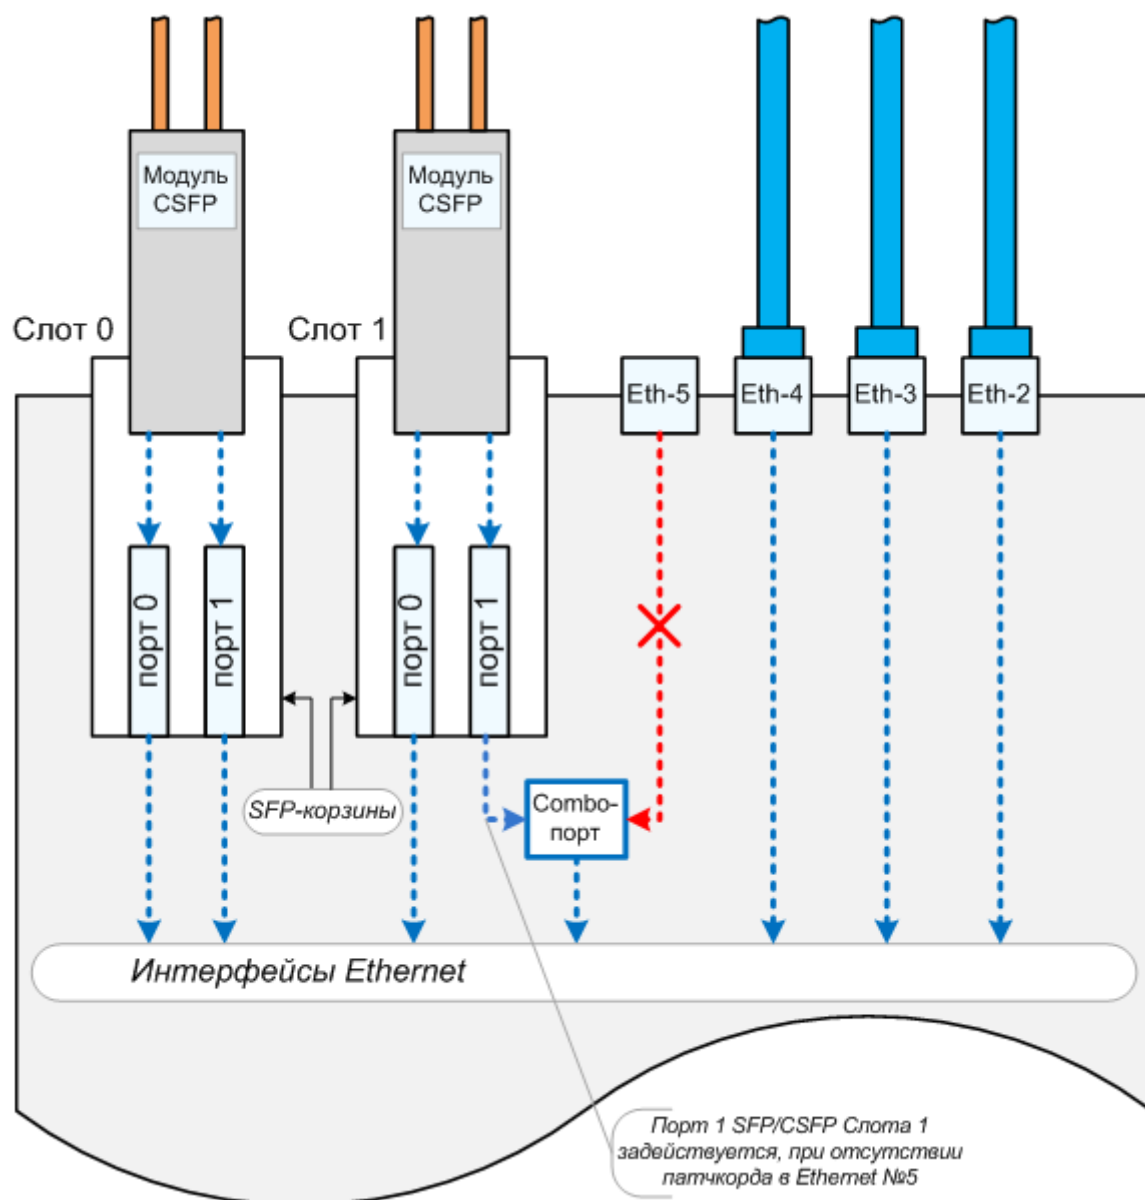 Модуль
CSFP
Модуль
CSFP
Слот 0
Слот 1
Eth-5
Eth-4
Eth-3
Eth-2
порт 0
порт 1
порт 0
порт 1
SFP-корзины
Combo-
порт
Интерфейсы Ethernet
Порт 1 SFP/CSFP Слота 1
задействуется, при отсутствии
патчкорда в Ethernet №5